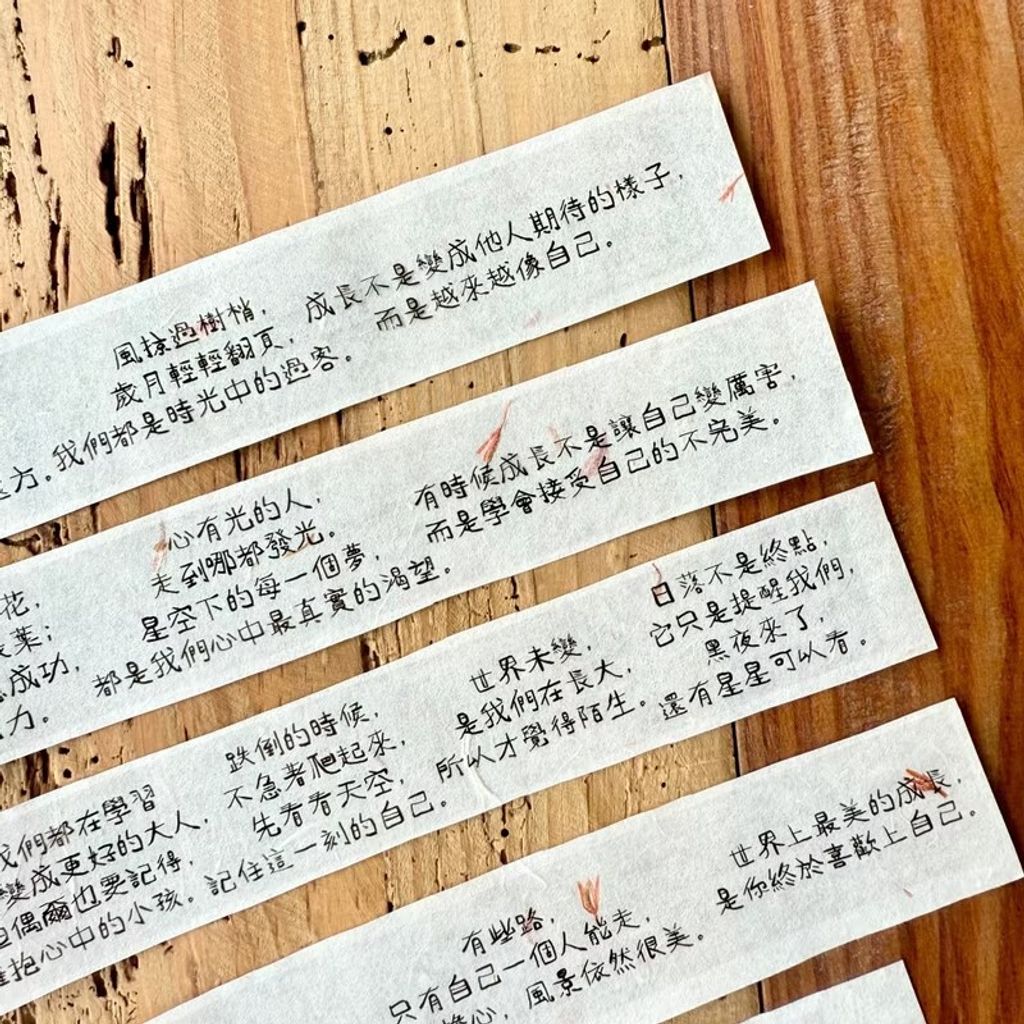 風掠過樹梢，
歲月輕輕翻頁，
方。我們都是時光中的過客。
成長不是變成他人期待的樣子，
而是越來越像自己。
花，
葉；
成功，
力。
心有光的人，
走到哪都發光。
星空下的每一個夢，
都是我們心中最真實的渴望。
有時候成長不是讓自己變厲害，
而是學會接受自己的不完美。
我們都在學習
變成更好的大人，
偶爾也要記得，
抱心中的小孩。
跌倒的時候，
不急著爬起來，
先看看天空，
記住這一刻的自己。
世界未變，
是我們在長大，
所以才覺得陌生。
日落不是終點，
它只是提醒我們，
黑夜來了，
還有星星可以看。
有些路，
只有自己一個人能走，
心，風景依然很美。
世界上最美的成長，
是你終於喜歡上自己。